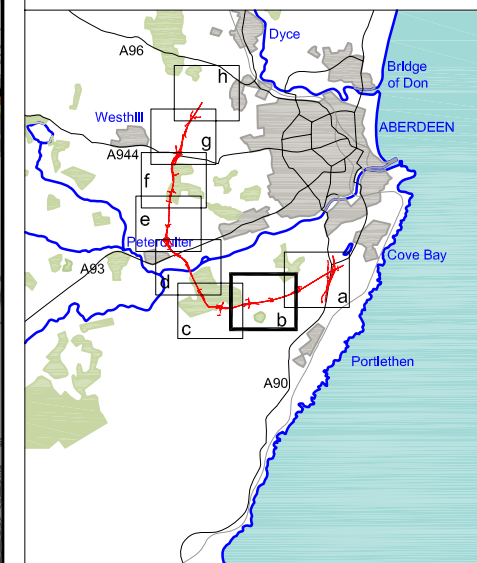 Dyce
A96
Bridge
of Don
h
Westhill
ABERDEEN
g
A944
f
e
Peterculter
Cove Bay
A93
d
a
c
b
Portlethen
A90